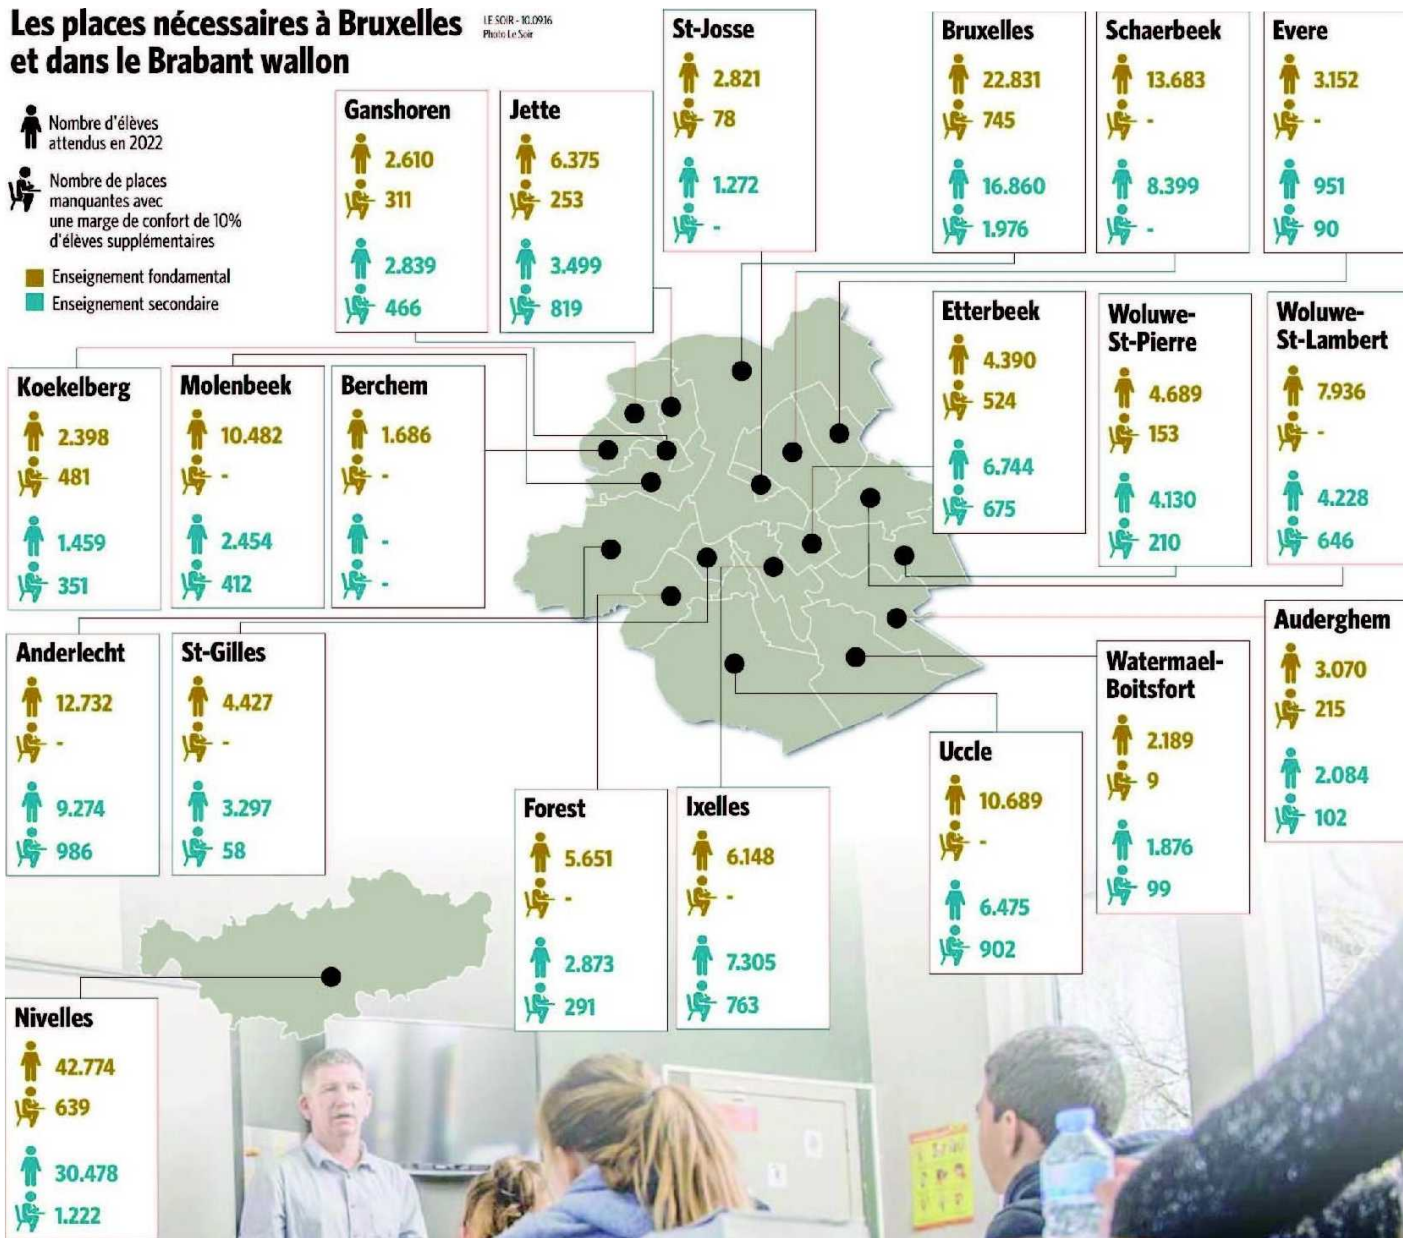 Les places nécessaires à Bruxelles
et dans le Brabant wallon
LE SOIR - 10.09.16
Photo Le Soir
Nombre d'élèves
attendus en 2022
Nombre de places
manquantes avec
une marge de confort de 10%
d'élèves supplémentaires
Enseignement fondamental
Enseignement secondaire
Ganshoren
2.610
311
2.839
466
Jette
6.375
253
3.499
819
St-Josse
2.821
78
1.272
-
Bruxelles
22.831
745
16.860
1.976
Schaerbeek
13.683
-
8.399
-
Evere
3.152
-
951
90
Koekelberg
2.398
481
1.459
351
Molenbeek
10.482
-
2.454
412
Berchem
1.686
-
-
-
Etterbeek
4.390
524
6.744
675
Woluwe-
St-Pierre
4.689
153
4.130
210
Woluwe-
St-Lambert
7.936
-
4.228
646
Anderlecht
12.732
-
9.274
986
St-Gilles
4.427
-
3.297
58
Forest
5.651
-
2.873
291
Ixelles
6.148
-
7.305
763
Uccle
10.689
-
6.475
902
Watermael-
Boitsfort
2.189
9
1.876
99
Auderghem
3.070
215
2.084
102
Nivelles
42.774
639
30.478
1.222